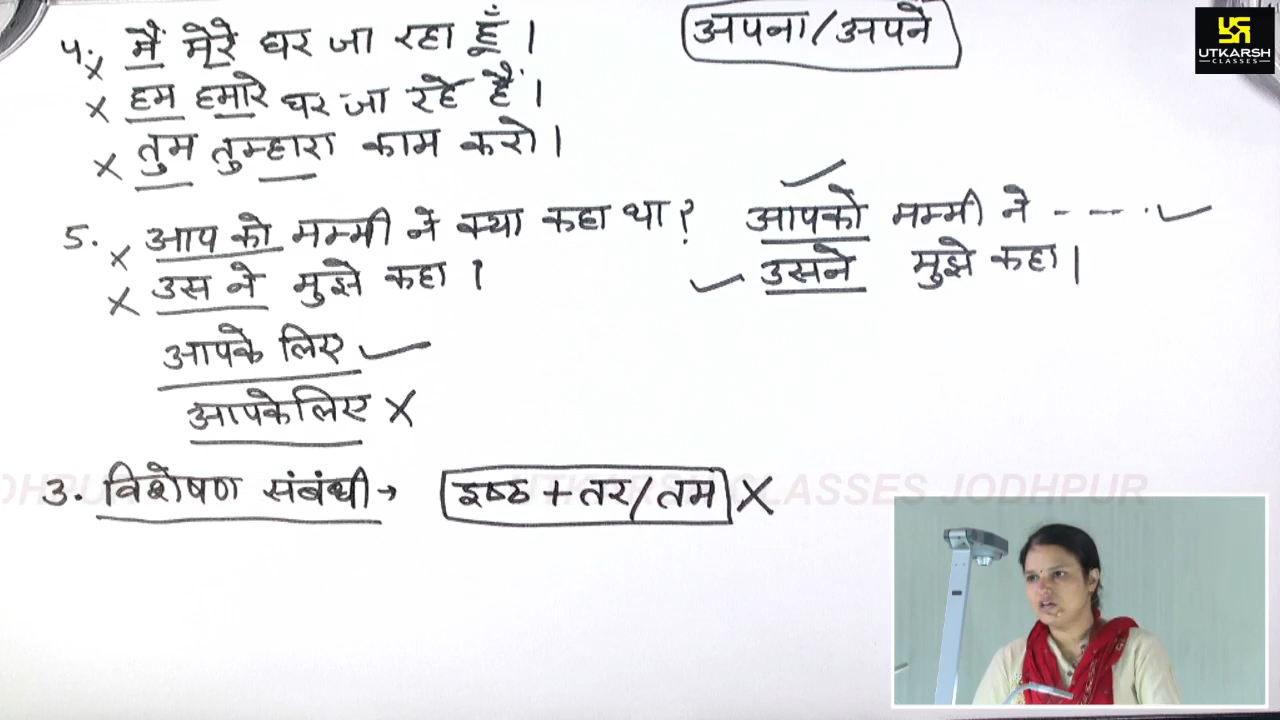 अपना/अपने
UTKARSH
CLASSES
4. × मैं मेरे घर जा रहा हूँ।
× हम हमारे घर जा रहे हैं।
× तुम तुम्हारा काम करो।
5. × आप को मम्मी ने क्या कहा था? आपको मम्मी ने ---· ✓
× उस ने मुझे कहा। ✓ उसने मुझे कहा।
आपके लिए ✓
आपकेलिए ×
3. विशेषण संबंधी → इष्ठ + तर/तम ×
CLASSES JODHPUR